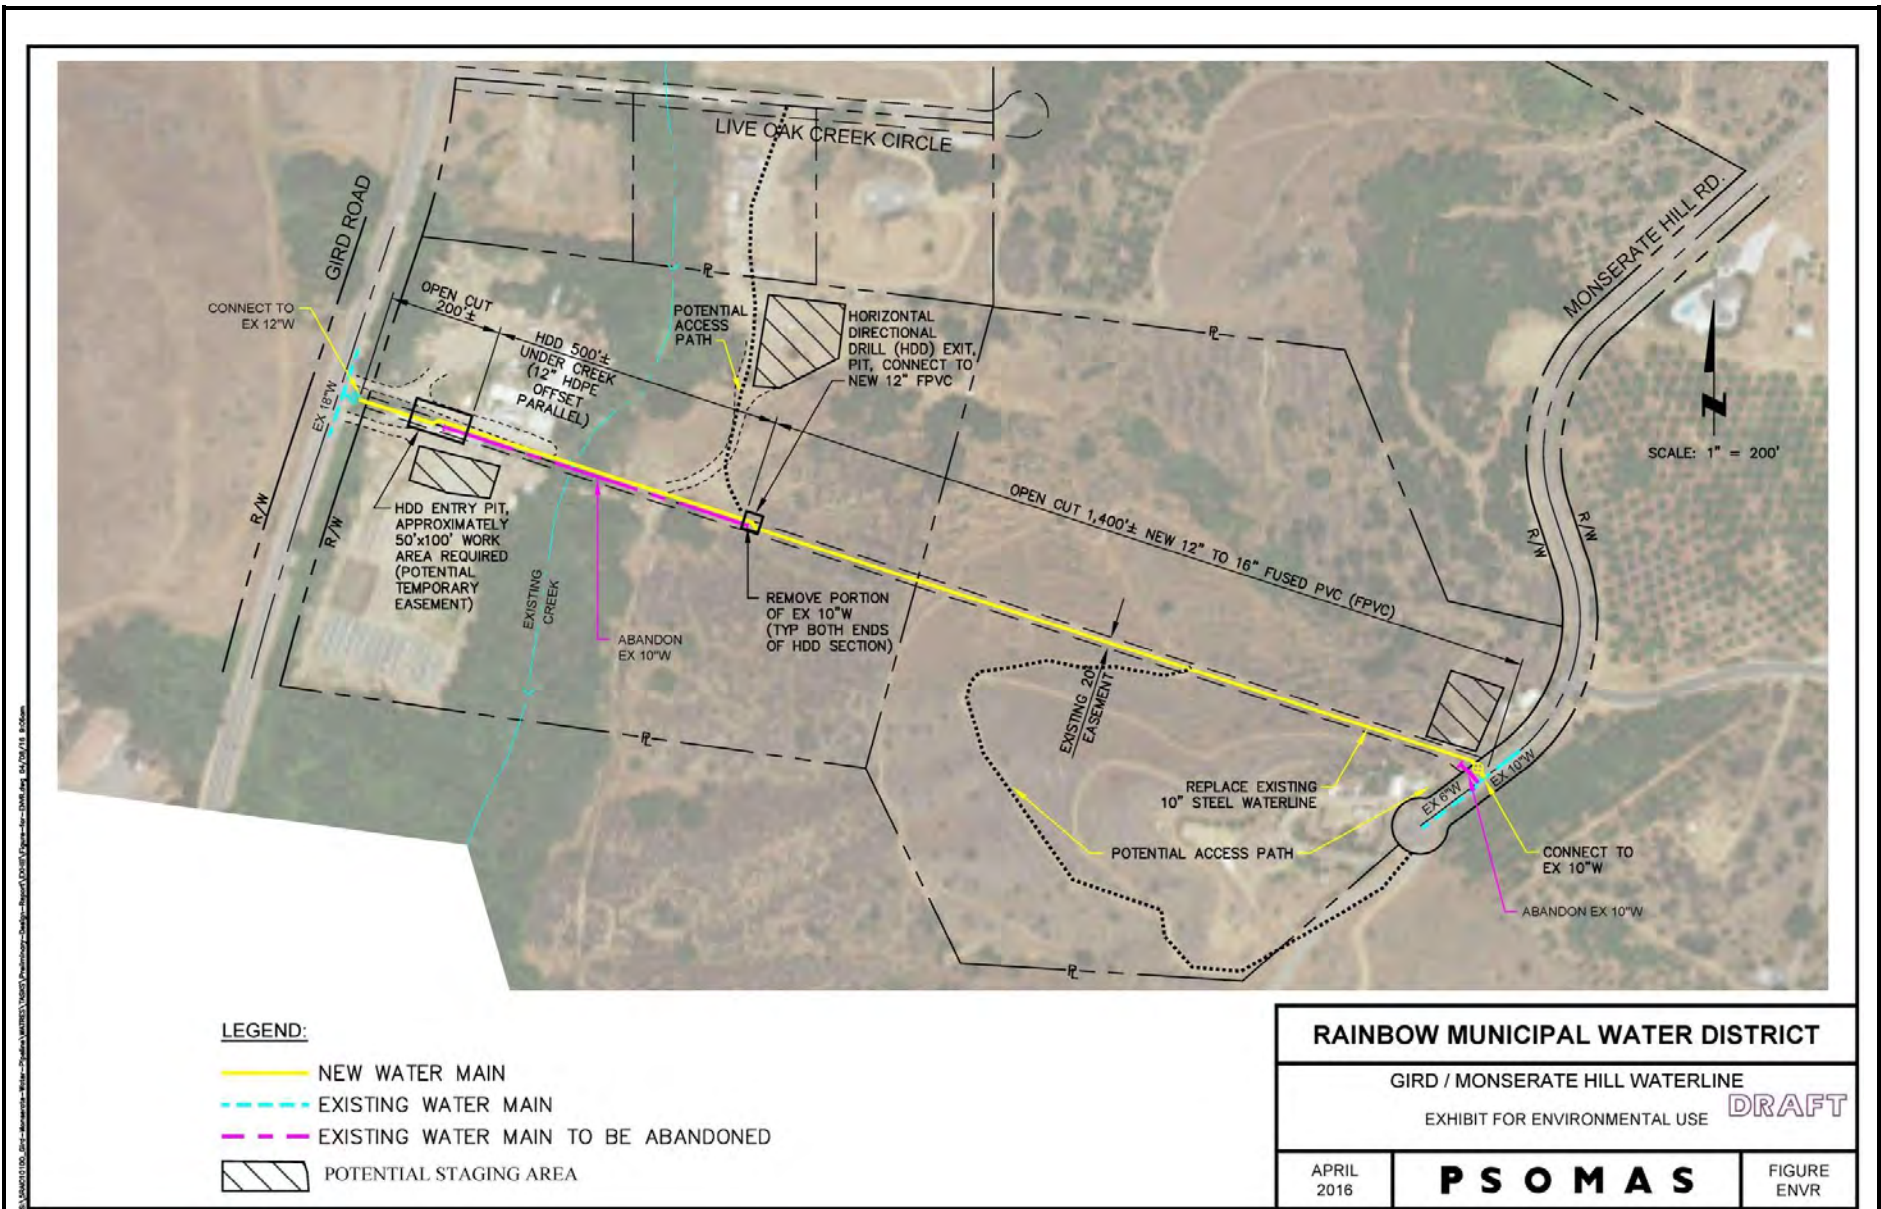 LIVE OAK CREEK CIRCLE
GIRD ROAD
MONSERATE HILL RD.
CONNECT TO
EX 12"W
OPEN CUT
200'±
HDD 500'±
UNDER CREEK
(12" HDPE
OFFSET
PARALLEL)
POTENTIAL
ACCESS
PATH
HORIZONTAL
DIRECTIONAL
DRILL (HDD) EXIT
PIT, CONNECT TO
NEW 12" FPVC
PL
PL
EX 18"W
R/W
R/W
HDD ENTRY PIT,
APPROXIMATELY
50'x100' WORK
AREA REQUIRED
(POTENTIAL
TEMPORARY
EASEMENT)
EXISTING
CREEK
ABANDON
EX 10"W
REMOVE PORTION
OF EX 10"W
(TYP BOTH ENDS
OF HDD SECTION)
OPEN CUT 1,400'± NEW 12" TO 16" FUSED PVC (FPVC)
R/W
R/W
SCALE: 1" = 200'
EXISTING 20'
EASEMENT
PL
REPLACE EXISTING
10" STEEL WATERLINE
EX 6"W
EX 10"W
POTENTIAL ACCESS PATH
CONNECT TO
EX 10"W
ABANDON EX 10"W
PL
LEGEND:
NEW WATER MAIN
EXISTING WATER MAIN
EXISTING WATER MAIN TO BE ABANDONED
POTENTIAL STAGING AREA
RAINBOW MUNICIPAL WATER DISTRICT
GIRD / MONSERATE HILL WATERLINE
DRAFT
EXHIBIT FOR ENVIRONMENTAL USE
APRIL
2016
PSOMAS
FIGURE
ENVR